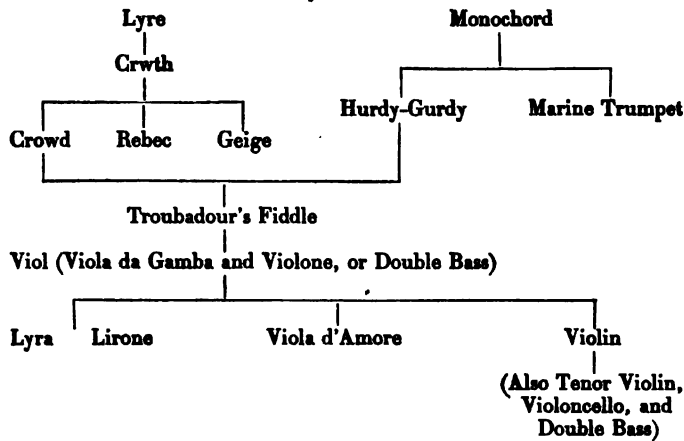 Lyre Monochord
Crwth
Hurdy-Gurdy Marine Trumpet
Crowd Rebec Geige
Troubadour's Fiddle
Viol (Viola da Gamba and Violone, or Double Bass)
Lyra Lirone Viola d'Amore Violin
(Also Tenor Violin,
Violoncello, and
Double Bass)